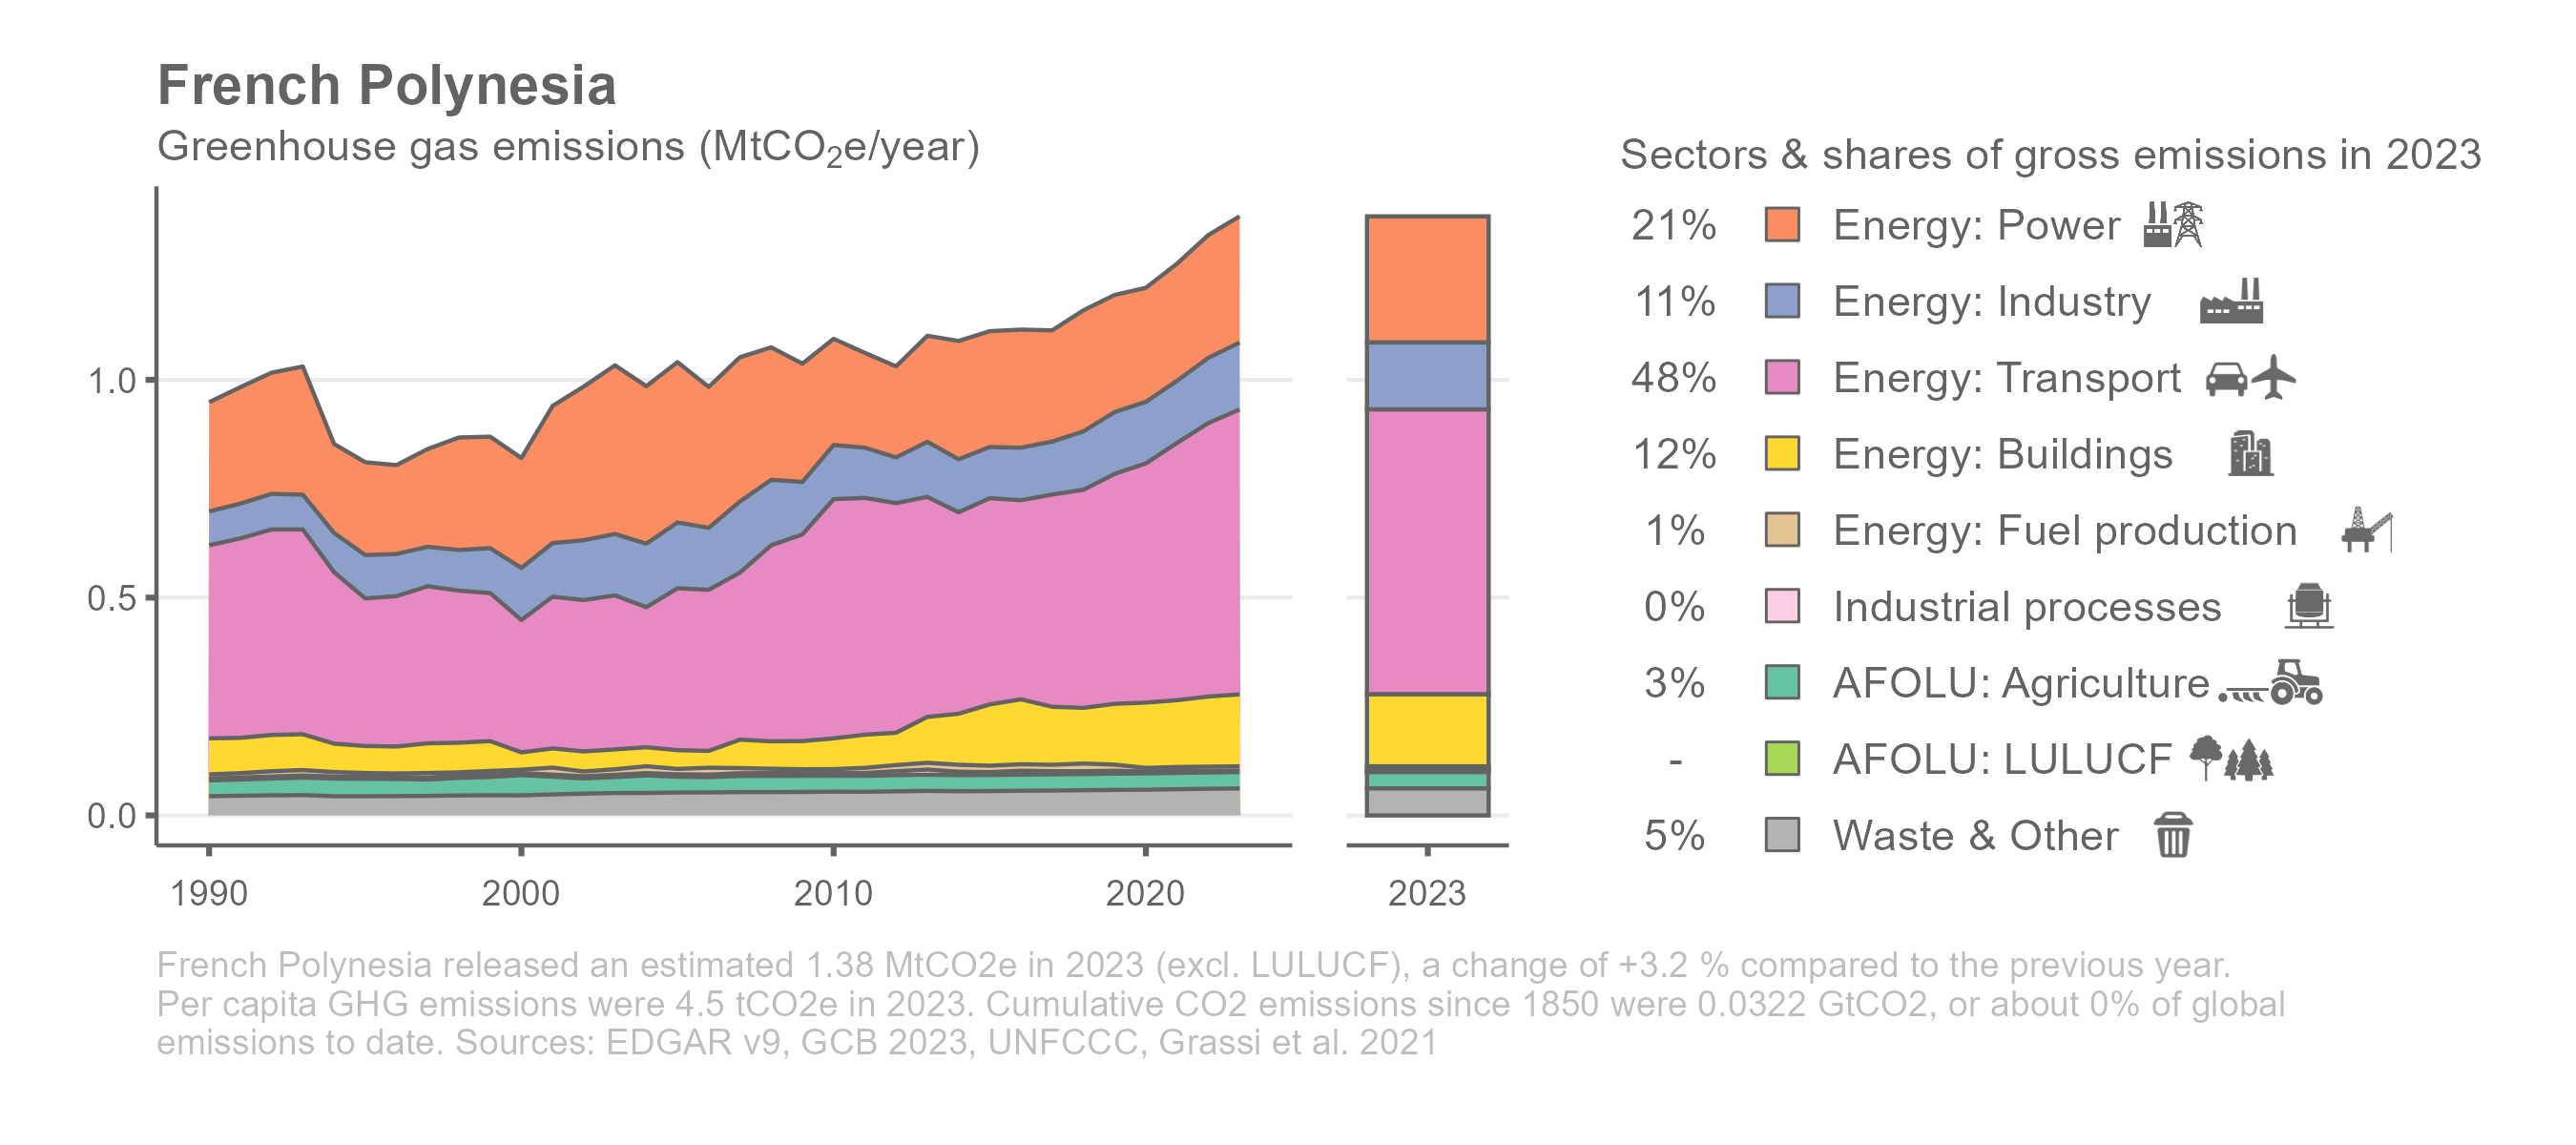 French Polynesia
Greenhouse gas emissions (MtCO₂e/year)
1.0
0.5
0.0
1990
2000
2010
2020
2023
Sectors & shares of gross emissions in 2023
21% Energy: Power
11% Energy: Industry
48% Energy: Transport
12% Energy: Buildings
1% Energy: Fuel production
0% Industrial processes
3% AFOLU: Agriculture
- AFOLU: LULUCF
5% Waste & Other
French Polynesia released an estimated 1.38 MtCO2e in 2023 (excl. LULUCF), a change of +3.2 % compared to the previous year.
Per capita GHG emissions were 4.5 tCO2e in 2023. Cumulative CO2 emissions since 1850 were 0.0322 GtCO2, or about 0% of global
emissions to date. Sources: EDGAR v9, GCB 2023, UNFCCC, Grassi et al. 2021